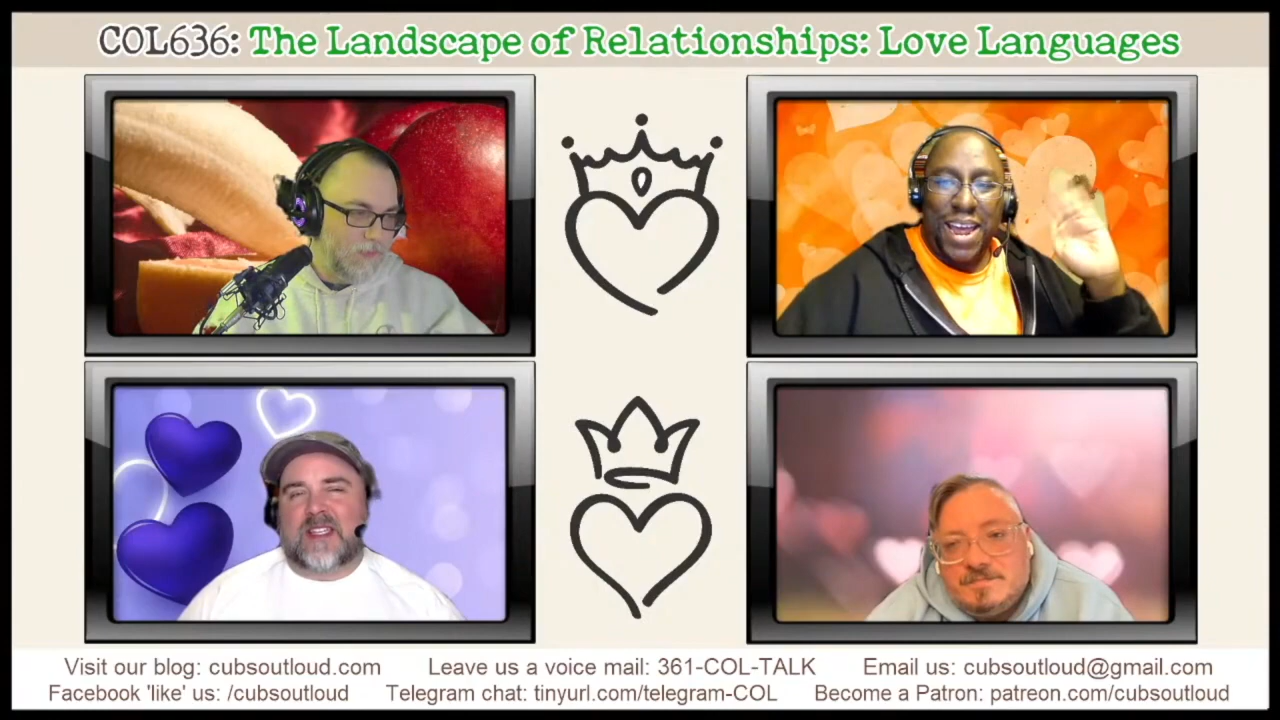 COL636: The Landscape of Relationships: Love Languages
Visit our blog: cubsoutloud.com Leave us a voice mail: 361-COL-TALK Email us: cubsoutloud@gmail.com
Facebook 'like' us: /cubsoutloud Telegram chat: tinyurl.com/telegram-COL Become a Patron: patreon.com/cubsoutloud